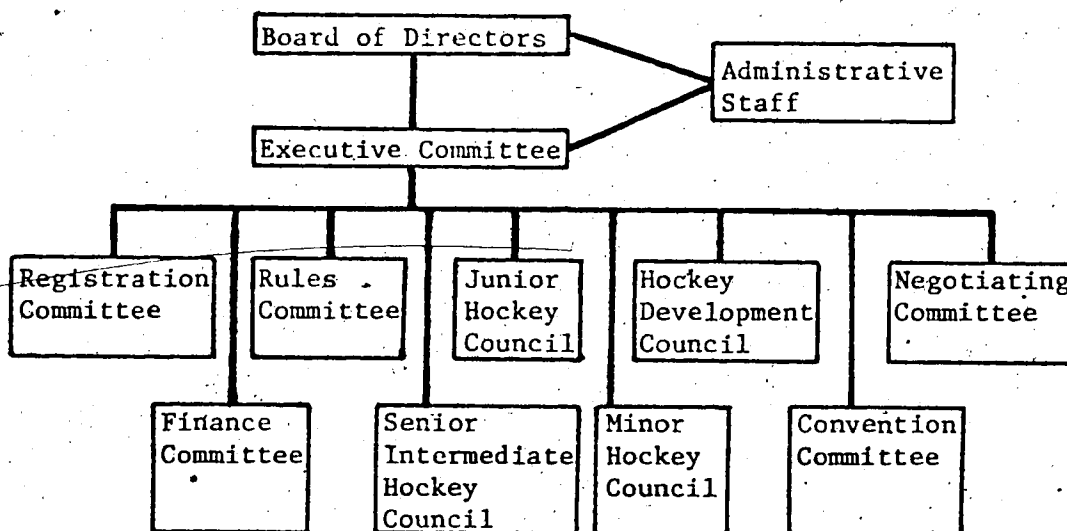 Board of Directors
Administrative
Staff
Executive Committee
Registration
Committee
Rules
Committee
Junior
Hockey
Council
Hockey
Development
Council
Negotiating
Committee
Finance
Committee
Senior
Intermediate
Hockey
Council
Minor
Hockey
Council
Convention
Committee